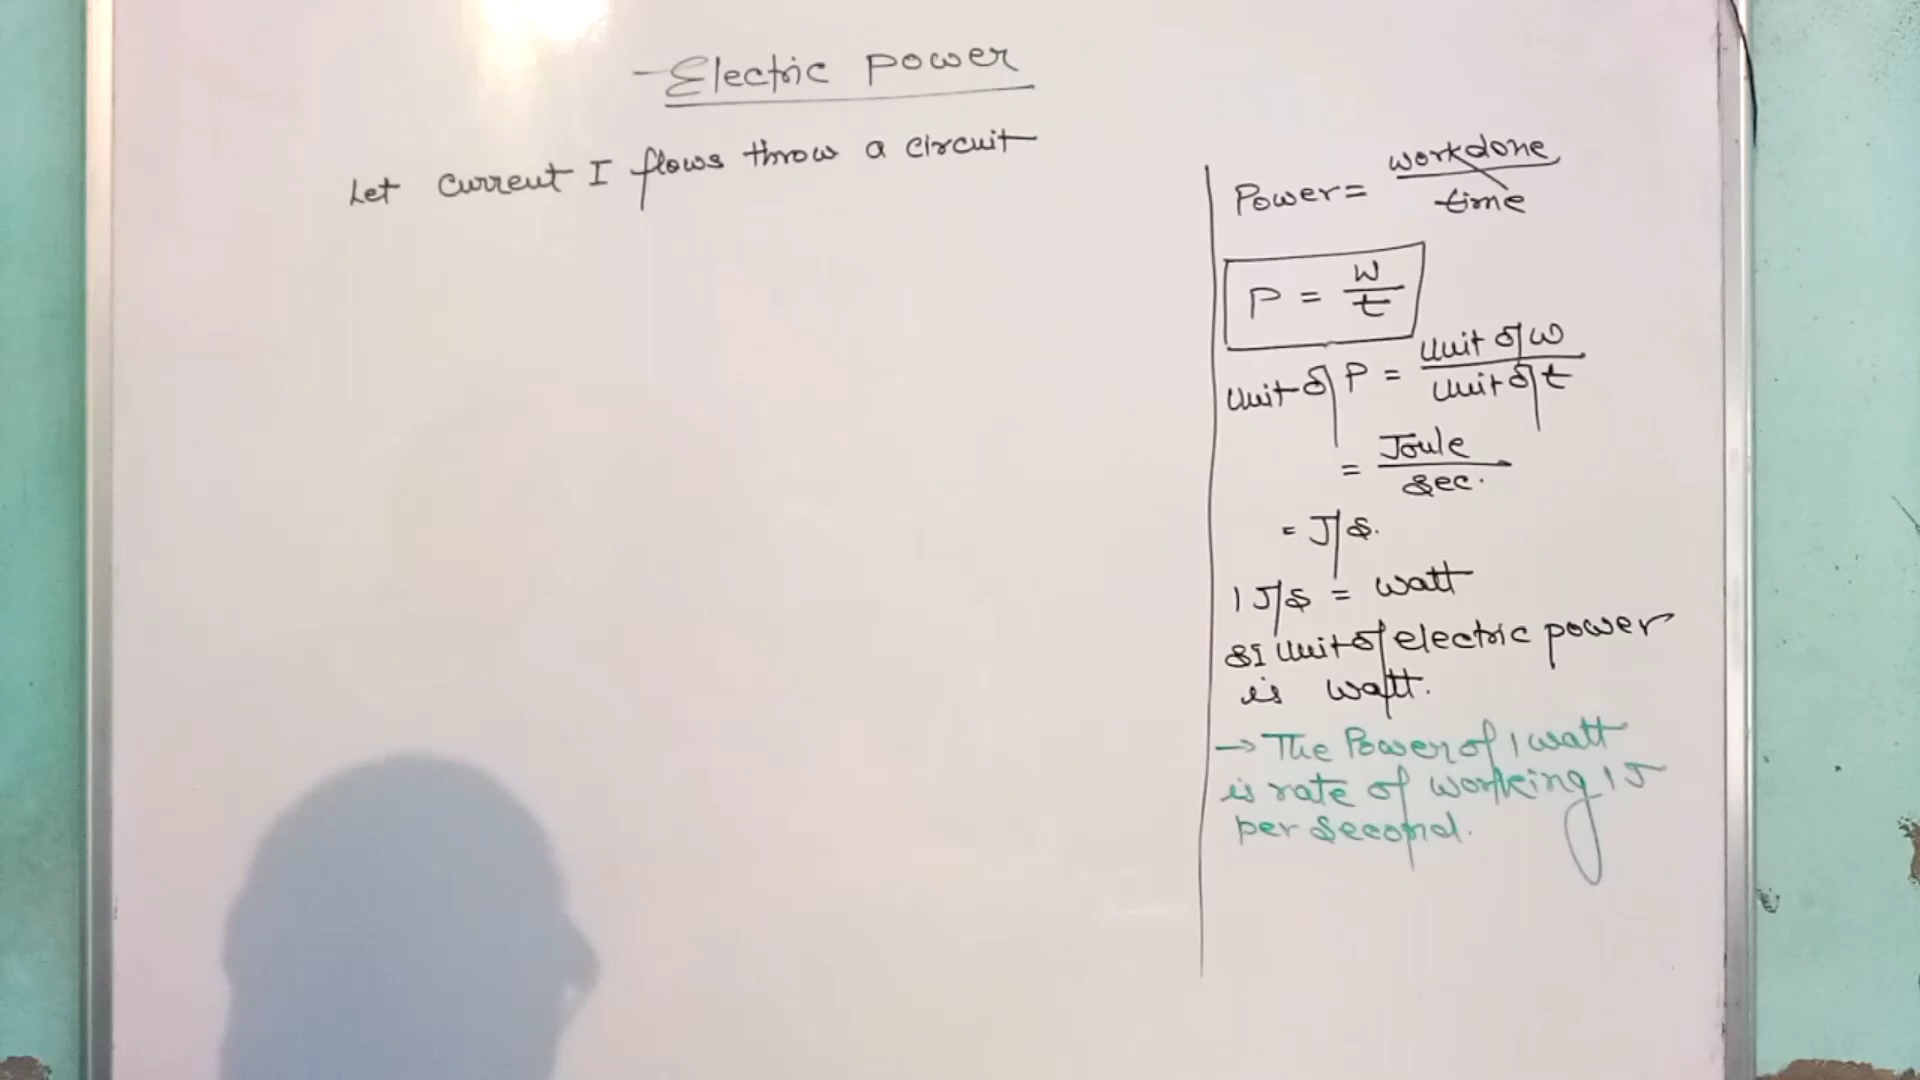 Electric power
Let current I flows throw a circuit
Power = workdone / time
P = W / t
Unit of P = Unit of W / Unit of t
= Joule / Sec.
= J/S.
1 J/S = watt
SI Unit of electric power
is watt.
→ The Power of 1 watt
is rate of working 1 J
per Second.